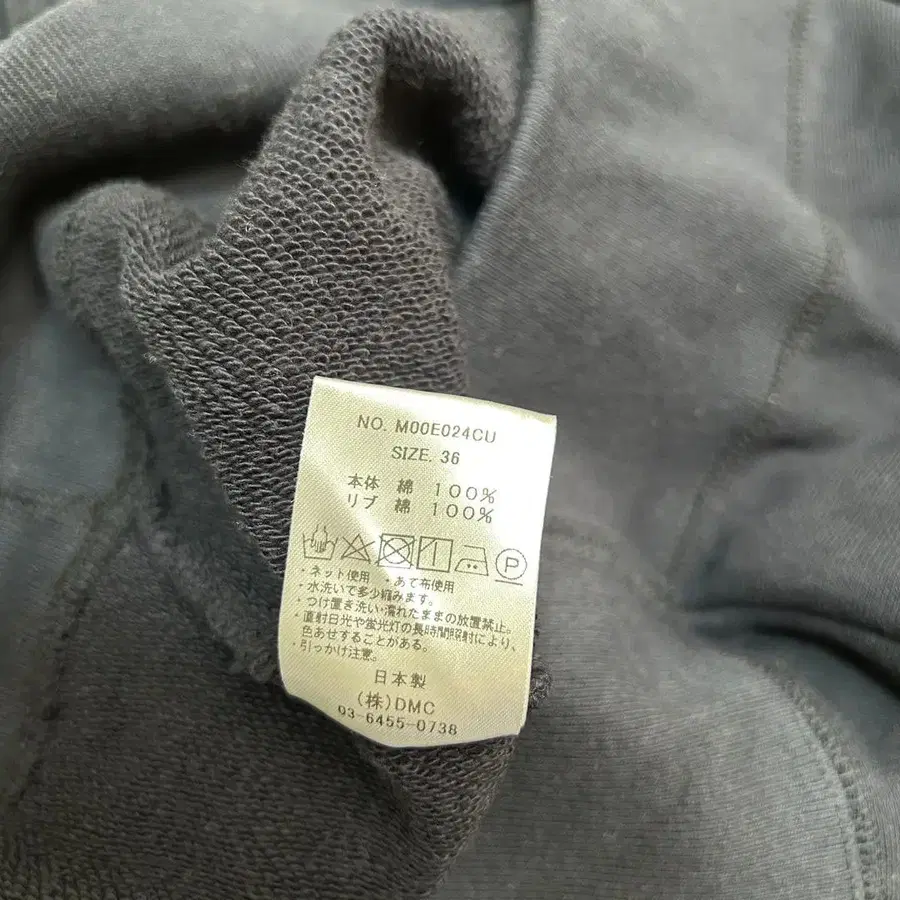 NO. M00E024CU
SIZE. 36
本体 綿 100%
リブ 綿 100%
P
・ネット使用 ・あて布使用
・水洗いで多少縮みます。
・つけ置き洗い・濡れたままの放置禁止。
・直射日光や蛍光灯の長時間照射により、
色あせすることがある。
・引っかけ注意。
日本製
(株)DMC
03-6455-0738